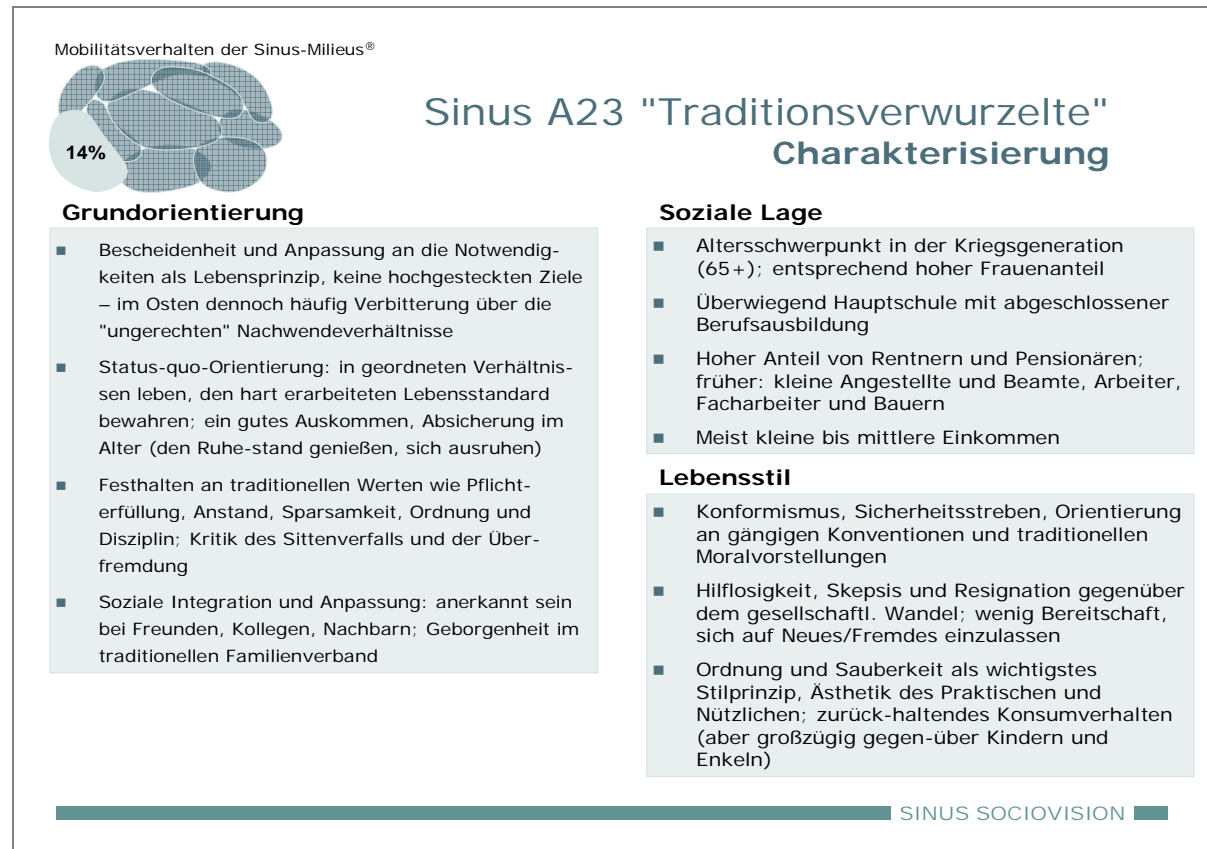 Mobilitätsverhalten der Sinus-Milieus®
14%
Sinus A23 "Traditionsverwurzelte"
Charakterisierung
Grundorientierung
■ Bescheidenheit und Anpassung an die Notwendig-
keiten als Lebensprinzip, keine hochgesteckten Ziele
– im Osten dennoch häufig Verbitterung über die
"ungerechten" Nachwendeverhältnisse
■ Status-quo-Orientierung: in geordneten Verhältnis-
sen leben, den hart erarbeiteten Lebensstandard
bewahren; ein gutes Auskommen, Absicherung im
Alter (den Ruhe-stand genießen, sich ausruhen)
■ Festhalten an traditionellen Werten wie Pflicht-
erfüllung, Anstand, Sparsamkeit, Ordnung und
Disziplin; Kritik des Sittenverfalls und der Über-
fremdung
■ Soziale Integration und Anpassung: anerkannt sein
bei Freunden, Kollegen, Nachbarn; Geborgenheit im
traditionellen Familienverband
Soziale Lage
■ Altersschwerpunkt in der Kriegsgeneration
(65+); entsprechend hoher Frauenanteil
■ Überwiegend Hauptschule mit abgeschlossener
Berufsausbildung
■ Hoher Anteil von Rentnern und Pensionären;
früher: kleine Angestellte und Beamte, Arbeiter,
Facharbeiter und Bauern
■ Meist kleine bis mittlere Einkommen
Lebensstil
■ Konformismus, Sicherheitsstreben, Orientierung
an gängigen Konventionen und traditionellen
Moralvorstellungen
■ Hilflosigkeit, Skepsis und Resignation gegenüber
dem gesellschaftl. Wandel; wenig Bereitschaft,
sich auf Neues/Fremdes einzulassen
■ Ordnung und Sauberkeit als wichtigstes
Stilprinzip, Ästhetik des Praktischen und
Nützlichen; zurück-haltendes Konsumverhalten
(aber großzügig gegen-über Kindern und
Enkeln)
SINUS SOCIOVISION